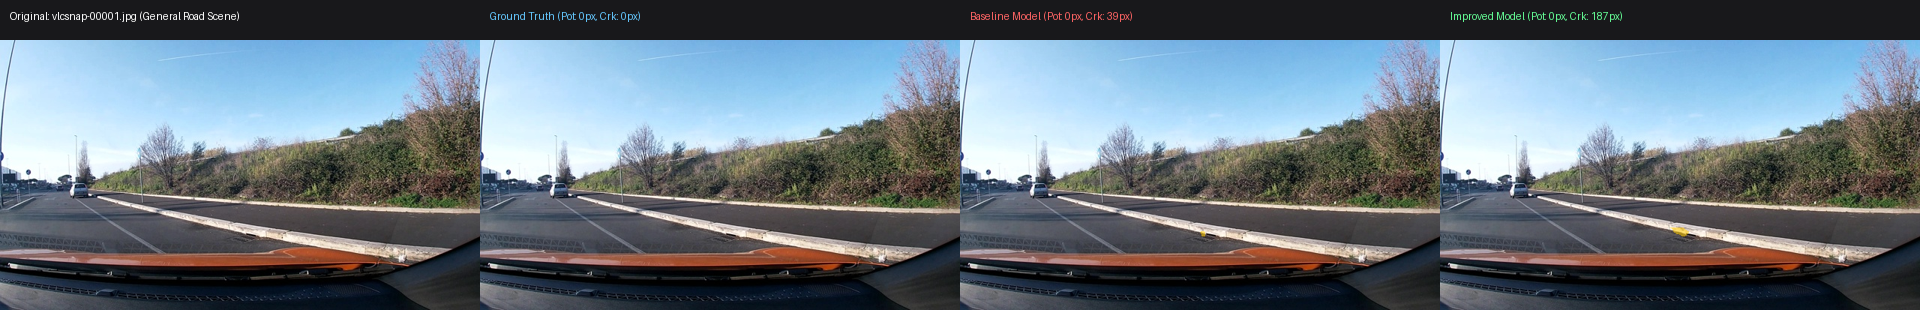 Original: vlcsnap-00001.jpg (General Road Scene)
Ground Truth (Pot 0px, Crk: 0px)
Baseline Model (Pot 0px, Crk: 39px)
Improved Model (Pot 0px, Crk: 187px)